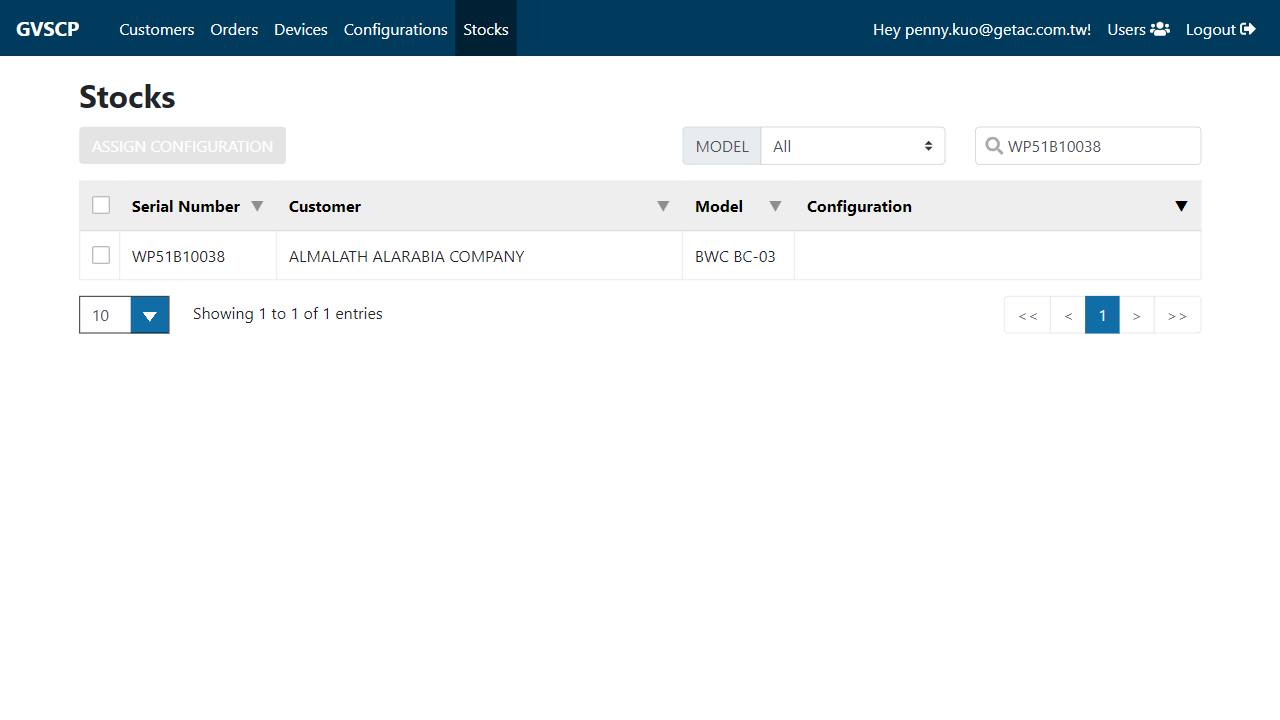 GVSCP Customers Orders Devices Configurations Stocks Hey penny.kuo@getac.com.tw! Users Logout
Stocks
ASSIGN CONFIGURATION MODEL All WP51B10038
Serial Number Customer Model Configuration
WP51B10038 ALMALATH ALARABIA COMPANY BWC BC-03
10 Showing 1 to 1 of 1 entries << < 1 > >>